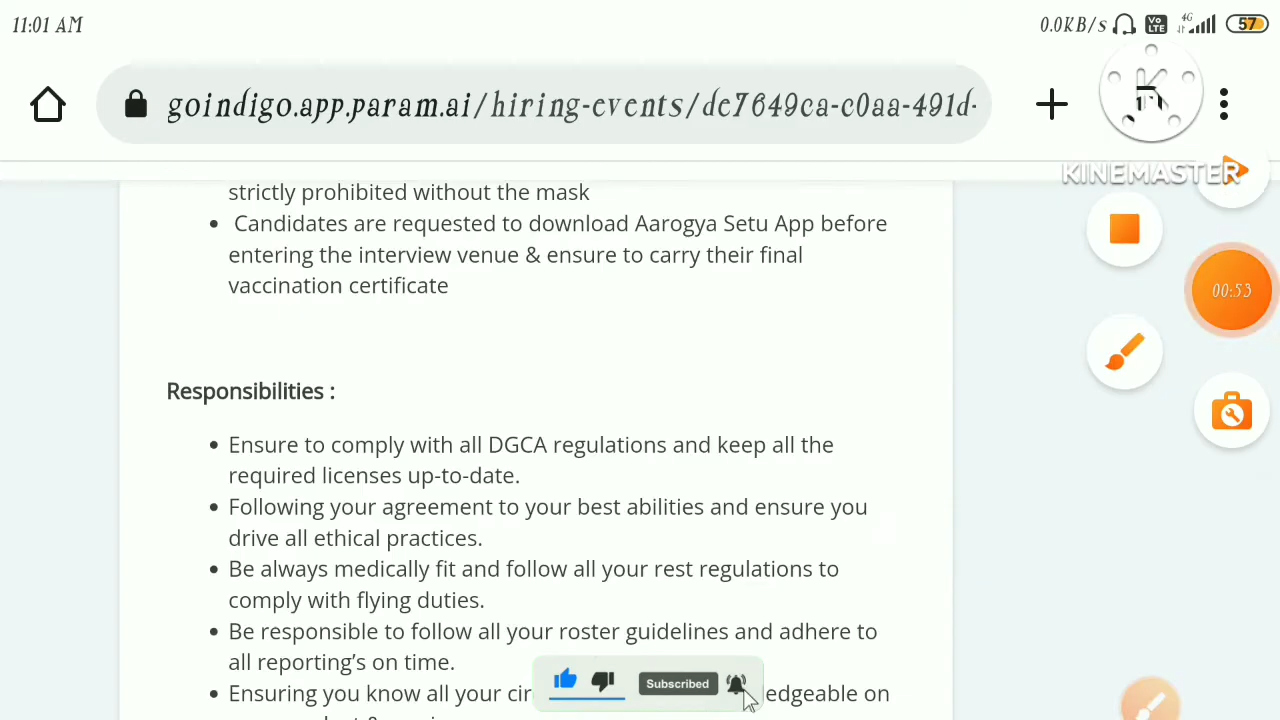 11:01 AM
0.0KB/s
Vo LTE
4G
57
goindigo.app.param.ai/hiring-events/de7649ca-c0aa-491d-
K
KINEMASTER
strictly prohibited without the mask
• Candidates are requested to download Aarogya Setu App before
entering the interview venue & ensure to carry their final
vaccination certificate
00:53
Responsibilities :
• Ensure to comply with all DGCA regulations and keep all the
required licenses up-to-date.
• Following your agreement to your best abilities and ensure you
drive all ethical practices.
• Be always medically fit and follow all your rest regulations to
comply with flying duties.
• Be responsible to follow all your roster guidelines and adhere to
all reporting's on time.
• Ensuring you know all your
Subscribed
on